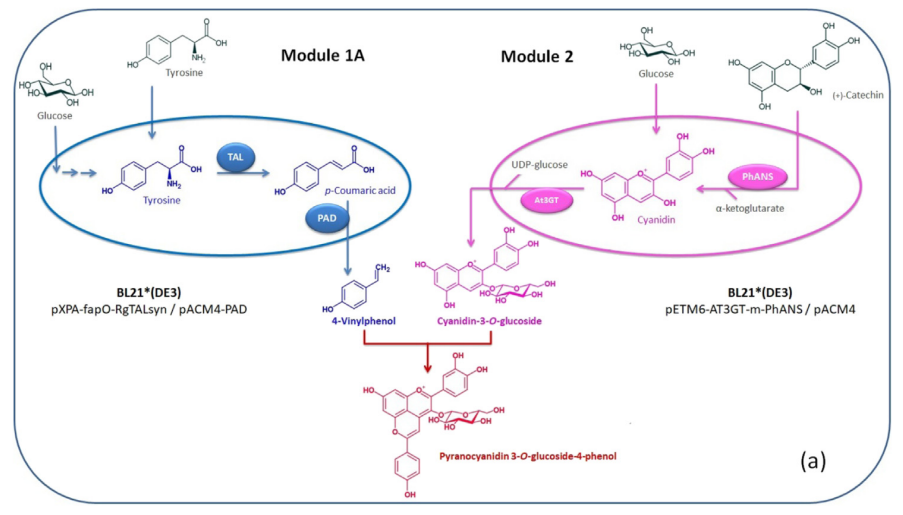 Module 1A
Module 2
Tyrosine
Glucose
Glucose
(+)-Catechin
TAL
Tyrosine
p-Coumaric acid
PAD
UDP-glucose
At3GT
Cyanidin
PhANS
α-ketoglutarate
BL21*(DE3)
pXPA-fapO-RgTALsyn / pACM4-PAD
4-Vinylphenol
Cyanidin-3-O-glucoside
BL21*(DE3)
pETM6-AT3GT-m-PhANS / pACM4
Pyranocyanidin 3-O-glucoside-4-phenol
(a)